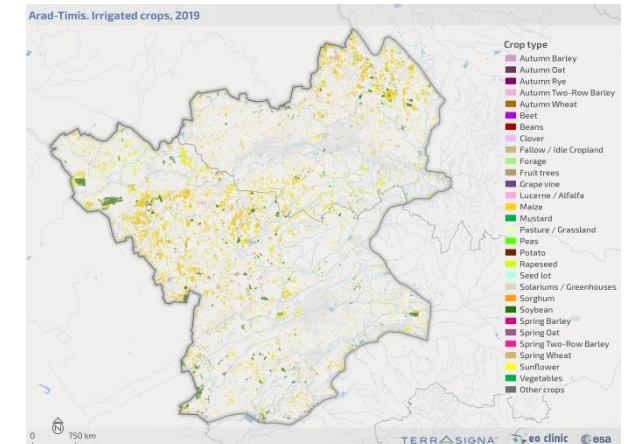 Arad-Timis. Irrigated crops, 2019
Crop type
Autumn Barley
Autumn Oat
Autumn Rye
Autumn Two-Row Barley
Autumn Wheat
Beet
Beans
Clover
Fallow / Idle Cropland
Forage
Fruit trees
Grape vine
Lucerne / Alfalfa
Maize
Mustard
Pasture / Grassland
Peas
Potato
Rapeseed
Seed lot
Solariums / Greenhouses
Sorghum
Soybean
Spring Barley
Spring Oat
Spring Two-Row Barley
Spring Wheat
Sunflower
Vegetables
Other crops
N
0 750 km
TERRASIGNA eo clinic esa